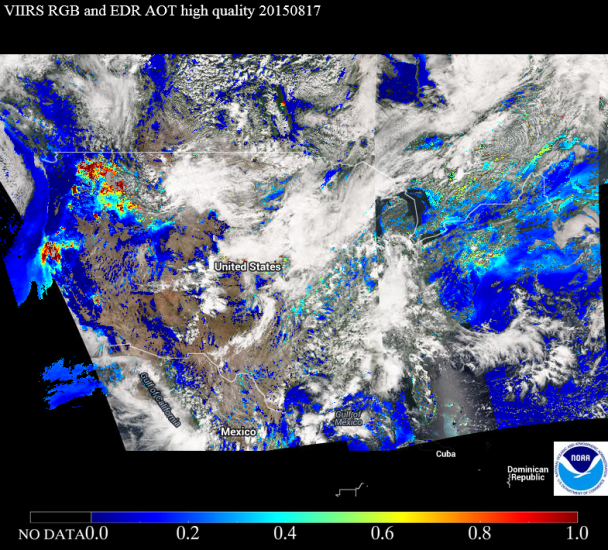 VIIRS RGB and EDR AOT high quality 20150817
United States
Gulf of California
Gulf of
Mexico
Mexico
Cuba
Dominican
Republic
NOAA
NO DATA 0.0 0.2 0.4 0.6 0.8 1.0